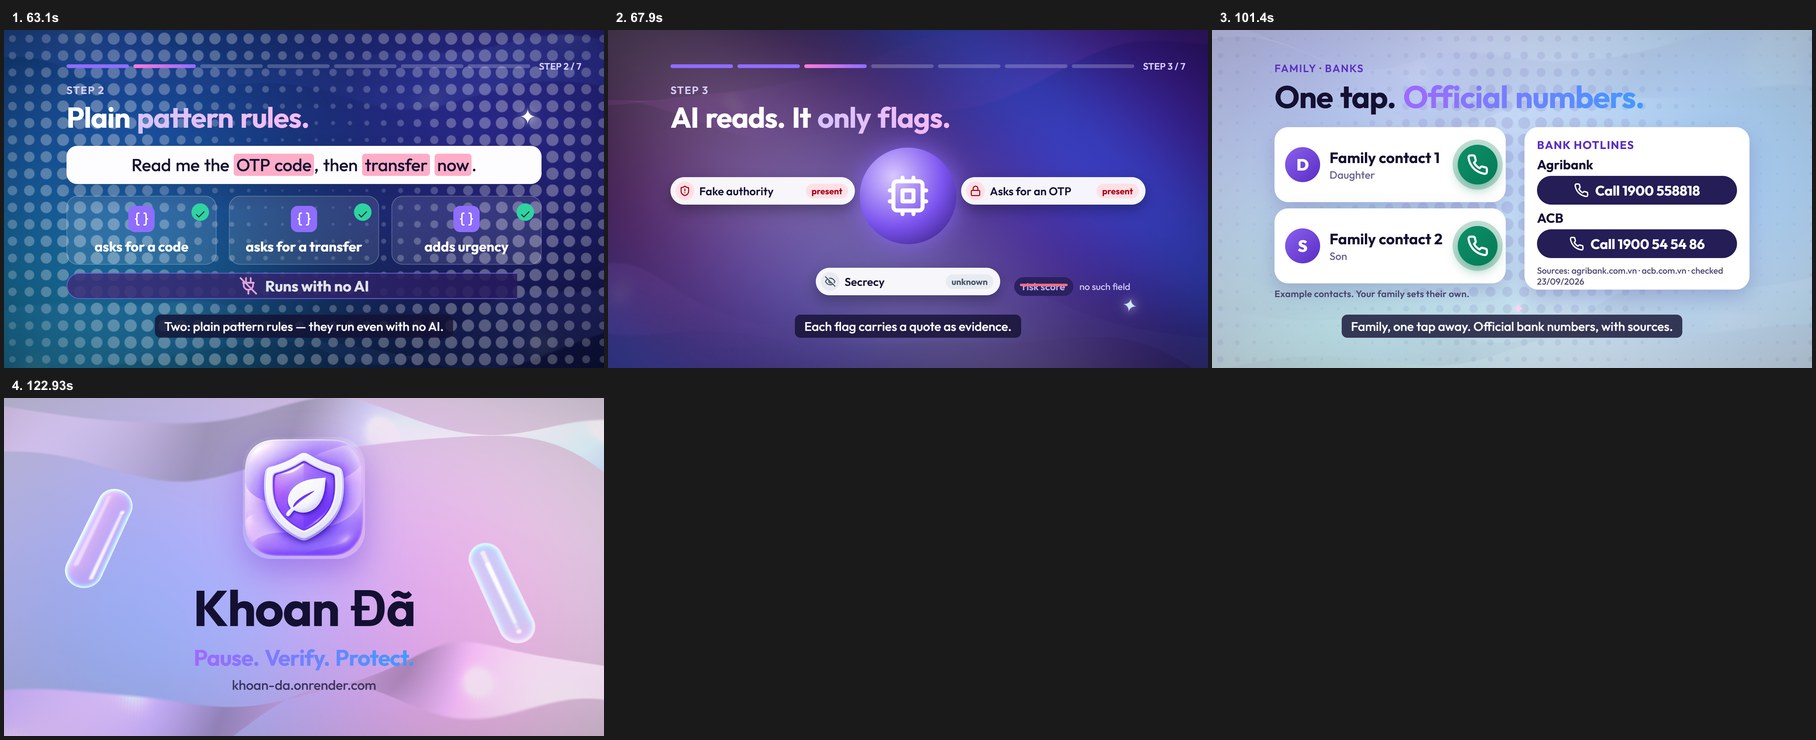 1. 63.1s
STEP 2 / 7
STEP 2
Plain pattern rules.
Read me the OTP code, then transfer now.
{ } { } { }
asks for a code asks for a transfer adds urgency
Runs with no AI
Two: plain pattern rules — they run even with no AI.
2. 67.9s
STEP 3 / 7
STEP 3
AI reads. It only flags.
Fake authority present
Asks for an OTP present
Secrecy unknown
risk score no such field
Each flag carries a quote as evidence.
3. 101.4s
FAMILY · BANKS
One tap. Official numbers.
D
Family contact 1
Daughter
S
Family contact 2
Son
Example contacts. Your family sets their own.
BANK HOTLINES
Agribank
Call 1900 558818
ACB
Call 1900 54 54 86
Sources: agribank.com.vn · acb.com.vn · checked
23/09/2026
Family, one tap away. Official bank numbers, with sources.
4. 122.93s
Khoan Đã
Pause. Verify. Protect.
khoan-da.onrender.com